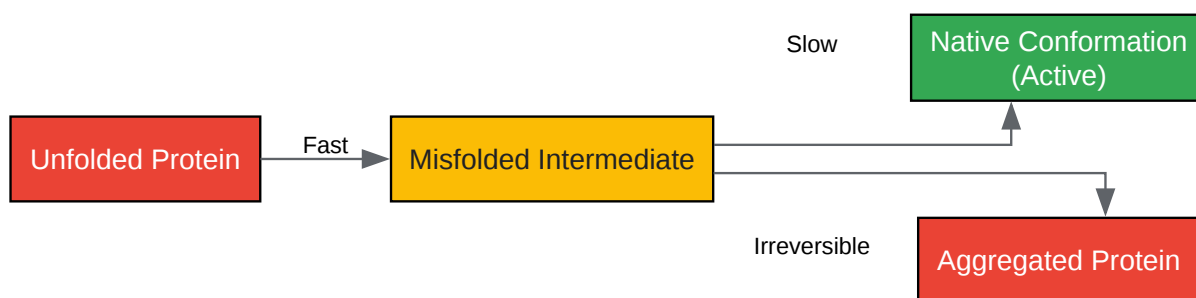 Slow
Native Conformation
(Active)
Unfolded Protein
Fast
Misfolded Intermediate
Irreversible
Aggregated Protein